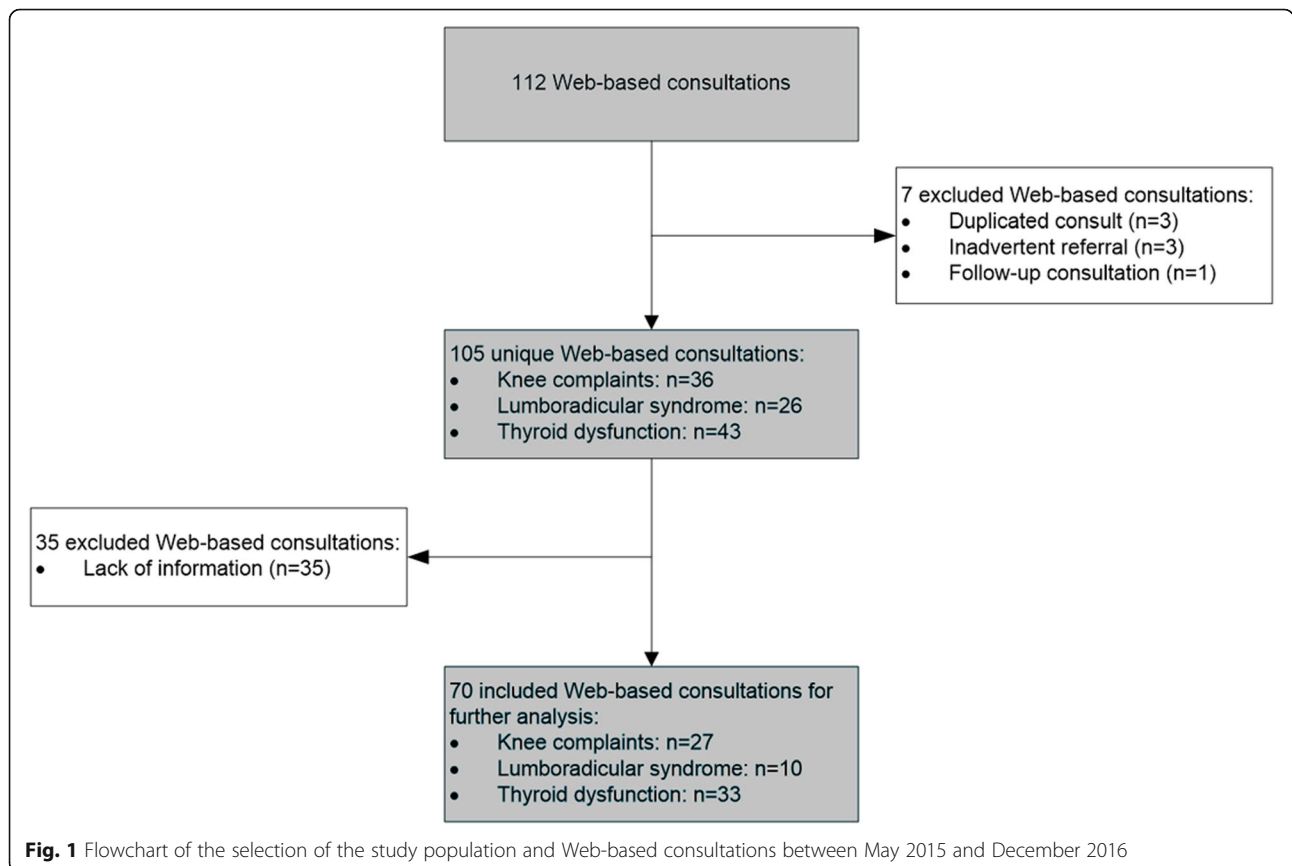 112 Web-based consultations
7 excluded Web-based consultations:
• Duplicated consult (n=3)
• Inadvertent referral (n=3)
• Follow-up consultation (n=1)
105 unique Web-based consultations:
• Knee complaints: n=36
• Lumboradicular syndrome: n=26
• Thyroid dysfunction: n=43
35 excluded Web-based consultations:
• Lack of information (n=35)
70 included Web-based consultations for
further analysis:
• Knee complaints: n=27
• Lumboradicular syndrome: n=10
• Thyroid dysfunction: n=33
Fig. 1 Flowchart of the selection of the study population and Web-based consultations between May 2015 and December 2016